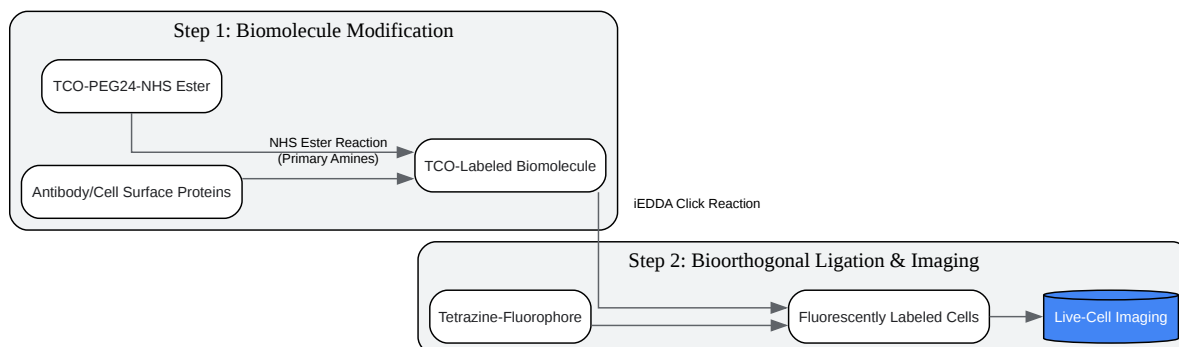 Step 1: Biomolecule Modification
TCO-PEG24-NHS Ester
NHS Ester Reaction
(Primary Amines)
TCO-Labeled Biomolecule
Antibody/Cell Surface Proteins
iEDDA Click Reaction
Step 2: Bioorthogonal Ligation & Imaging
Tetrazine-Fluorophore
Fluorescently Labeled Cells
Live-Cell Imaging